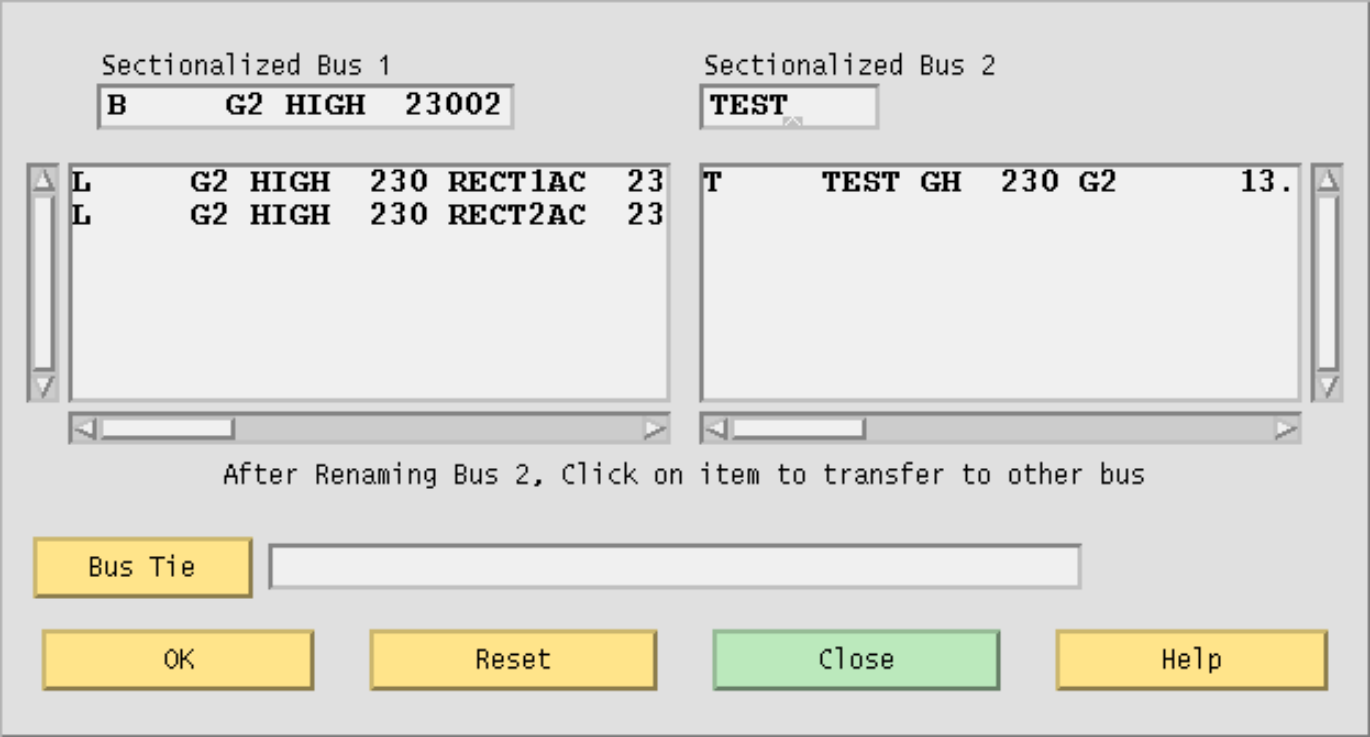 Sectionalized Bus 1
Sectionalized Bus 2
B G2 HIGH 23002
TEST
L G2 HIGH 230 RECT1AC 23
L G2 HIGH 230 RECT2AC 23
T TEST GH 230 G2 13.
After Renaming Bus 2, Click on item to transfer to other bus
Bus Tie
OK
Reset
Close
Help